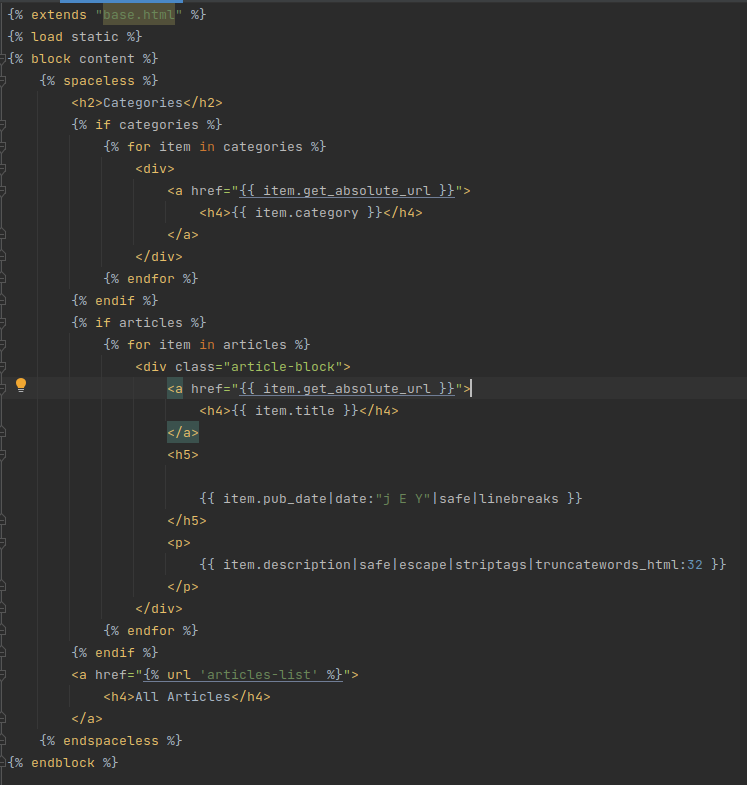 {% extends "base.html" %}
{% load static %}
{% block content %}
{% spaceless %}
<h2>Categories</h2>
{% if categories %}
{% for item in categories %}
<div>
<a href="{{ item.get_absolute_url }}">
<h4>{{ item.category }}</h4>
</a>
</div>
{% endfor %}
{% endif %}
{% if articles %}
{% for item in articles %}
<div class="article-block">
<a href="{{ item.get_absolute_url }}">
<h4>{{ item.title }}</h4>
</a>
<h5>
{{ item.pub_date|date:"j E Y"|safe|linebreaks }}
</h5>
<p>
{{ item.description|safe|escape|striptags|truncatewords_html:32 }}
</p>
</div>
{% endfor %}
{% endif %}
<a href="{% url 'articles-list' %}">
<h4>All Articles</h4>
</a>
{% endspaceless %}
{% endblock %}